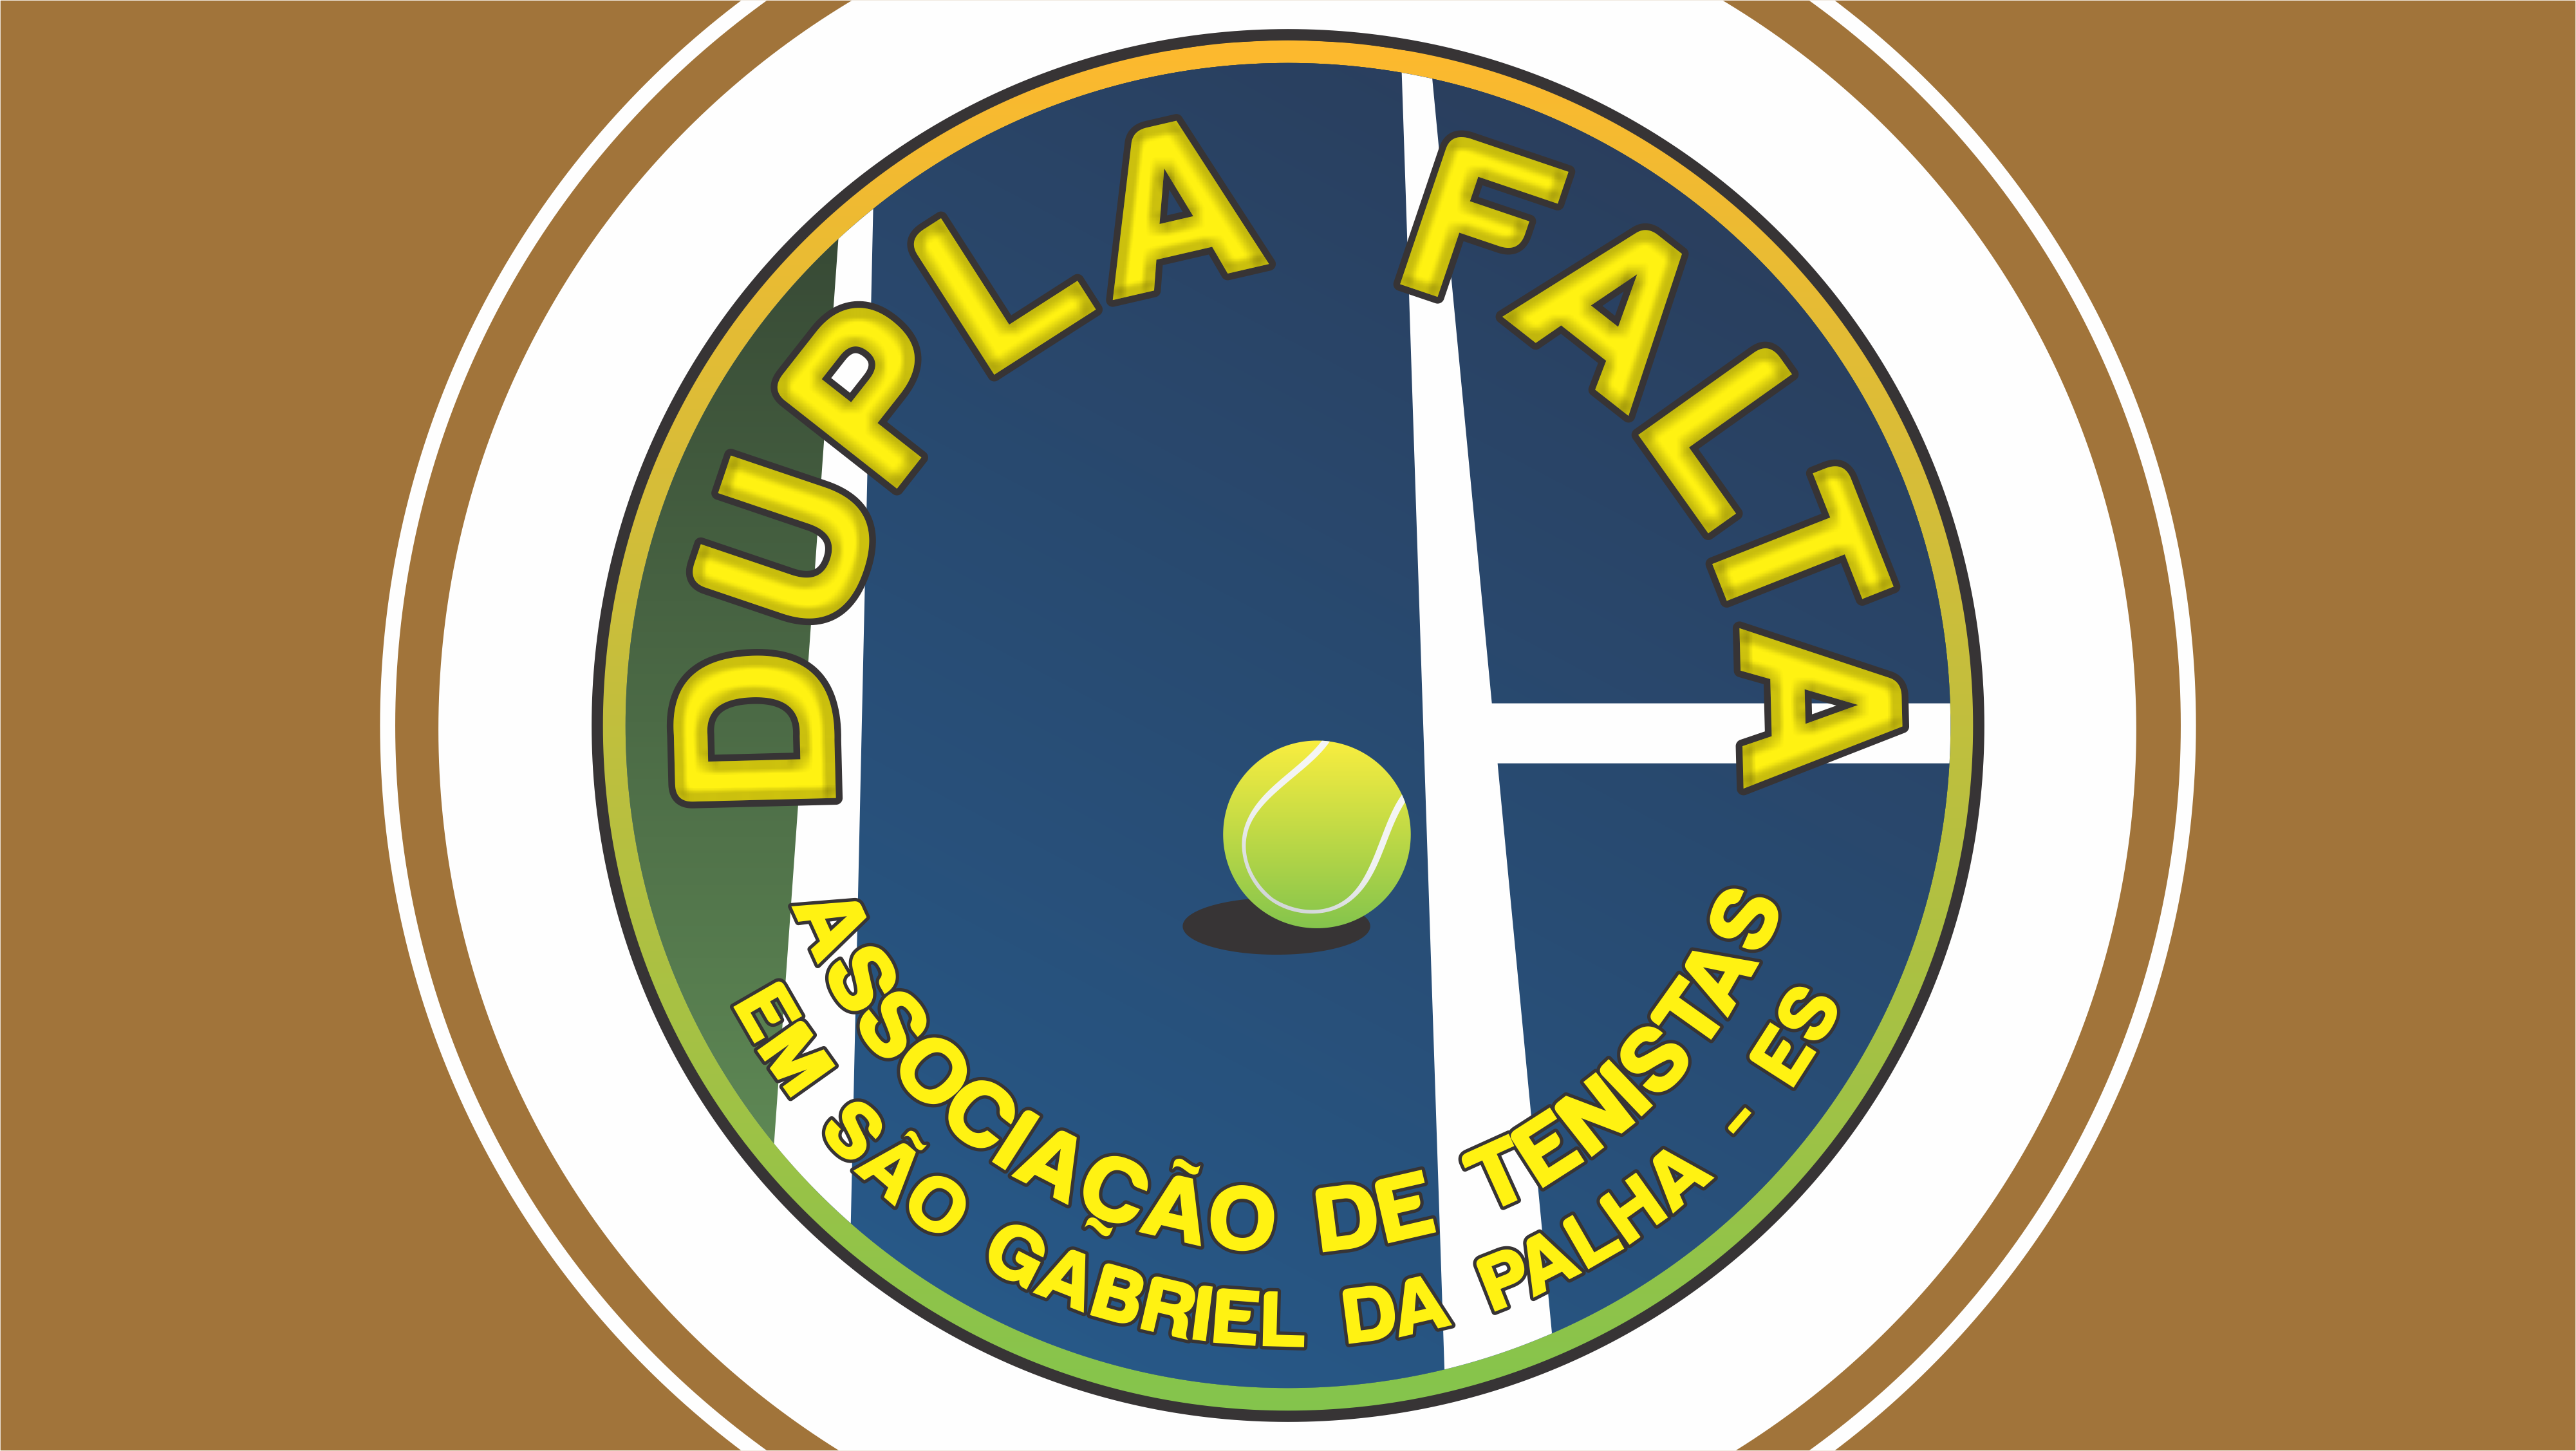 DUPLA FALTA
ASSOCIAÇÃO DE TENISTAS
EM SÃO GABRIEL DA PALHA - ES